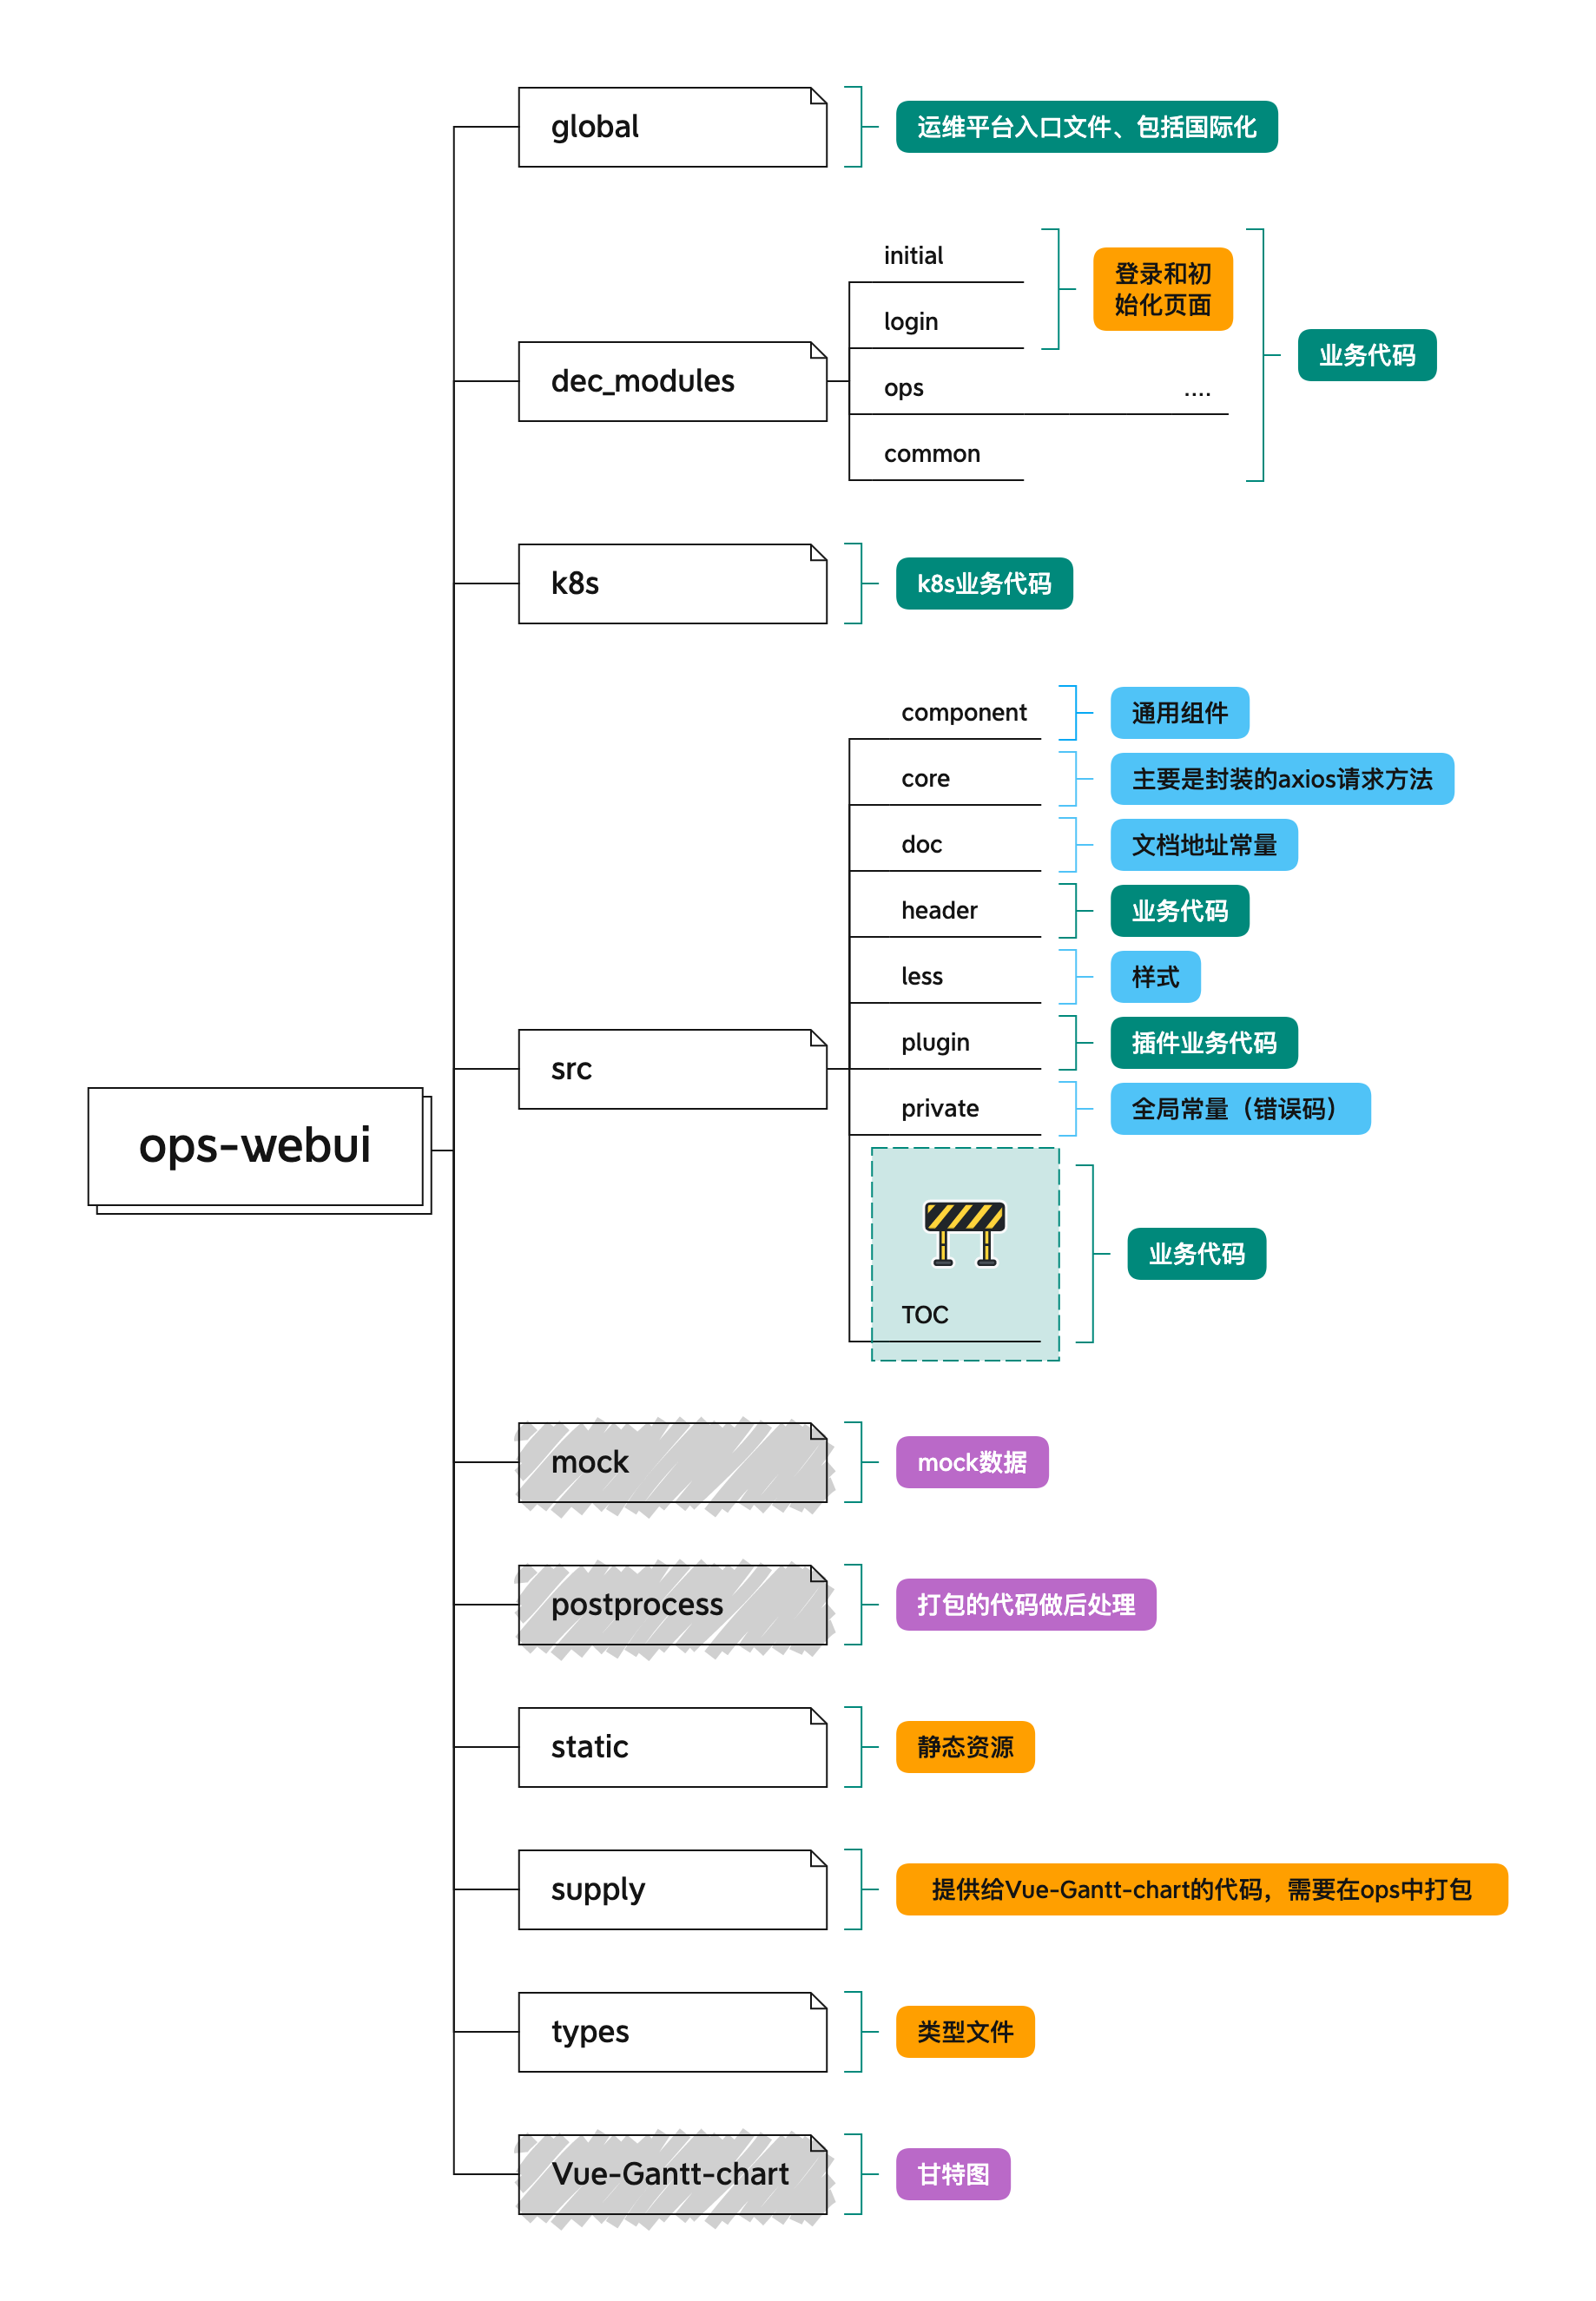 global
运维平台入口文件、包括国际化
initial
login
登录和初
始化页面
dec_modules
ops
....
common
业务代码
k8s
k8s业务代码
ops-webui
src
component
通用组件
core
主要是封装的axios请求方法
doc
文档地址常量
header
业务代码
less
样式
plugin
插件业务代码
private
全局常量（错误码）
TOC
业务代码
mock
mock数据
postprocess
打包的代码做后处理
static
静态资源
supply
提供给Vue-Gantt-chart的代码，需要在ops中打包
types
类型文件
Vue-Gantt-chart
甘特图